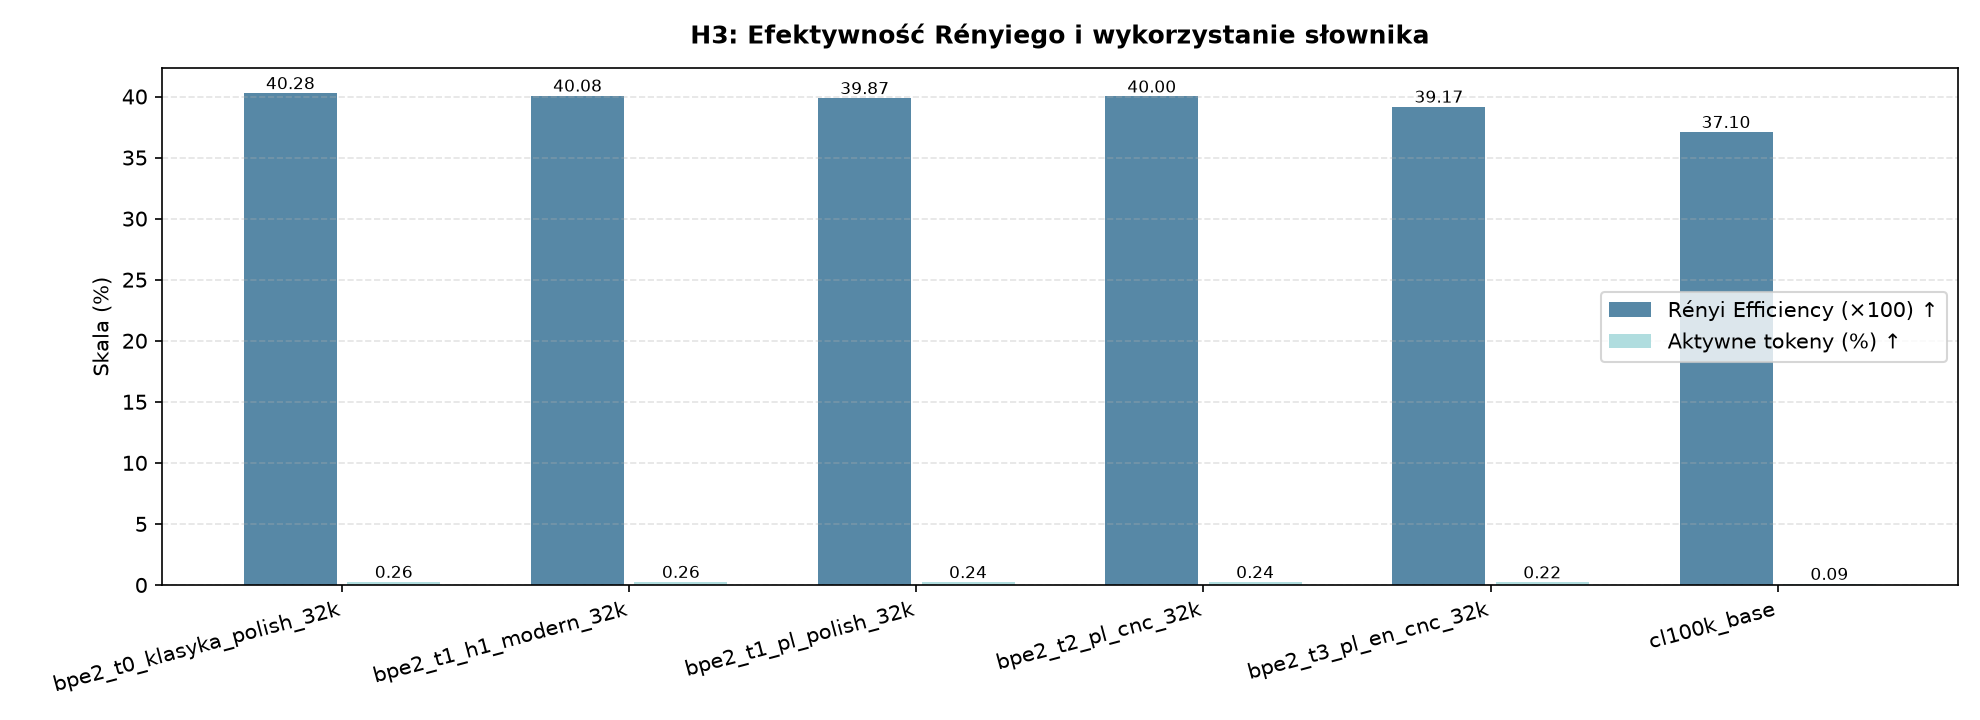 H3: Efektywność Rényiego i wykorzystanie słownika
Skala (%)
40
35
30
25
20
15
10
5
0
40.28
40.08
39.87
40.00
39.17
37.10
0.26
0.26
0.24
0.24
0.22
0.09
Rényi Efficiency (×100) ↑
Aktywne tokeny (%) ↑
bpe2_t0_klasyka_polish_32k
bpe2_t1_h1_modern_32k
bpe2_t1_pl_polish_32k
bpe2_t2_pl_cnc_32k
bpe2_t3_pl_en_cnc_32k
cl100k_base